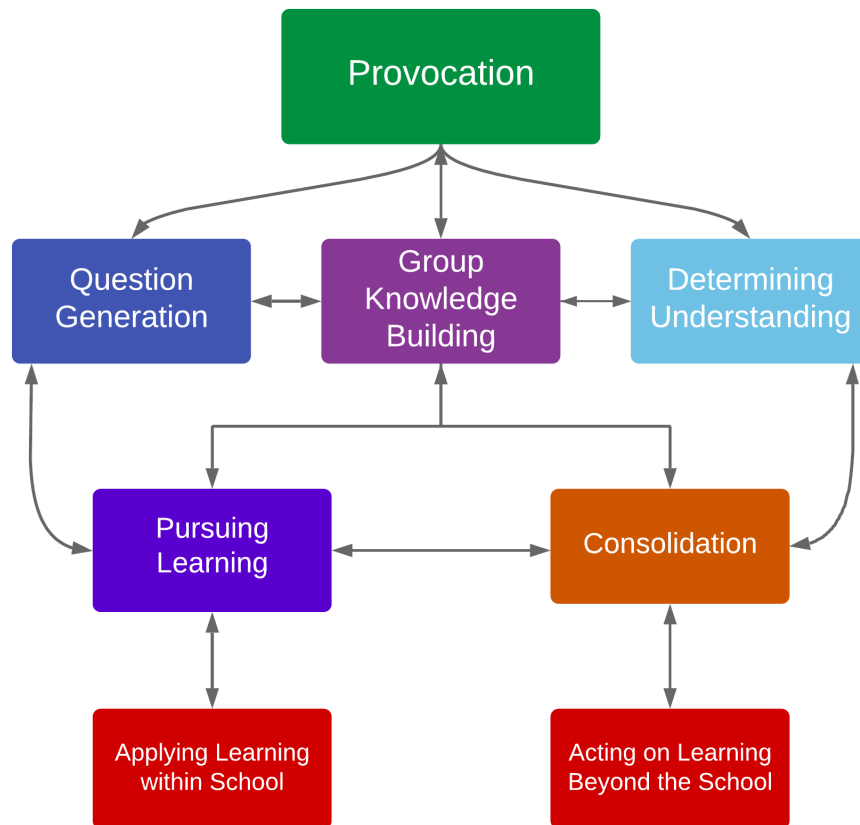 Provocation
Question
Generation
Group
Knowledge
Building
Determining
Understanding
Pursuing
Learning
Consolidation
Applying Learning
within School
Acting on Learning
Beyond the School